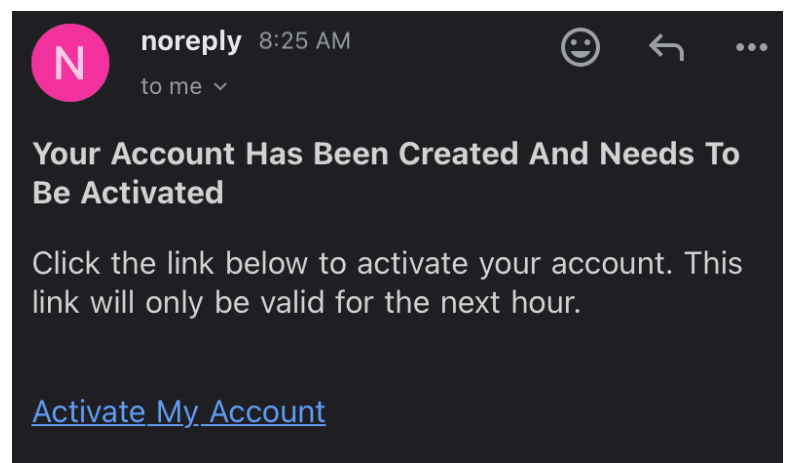 N
noreply 8:25 AM
to me
Your Account Has Been Created And Needs To
Be Activated
Click the link below to activate your account. This
link will only be valid for the next hour.
Activate My Account